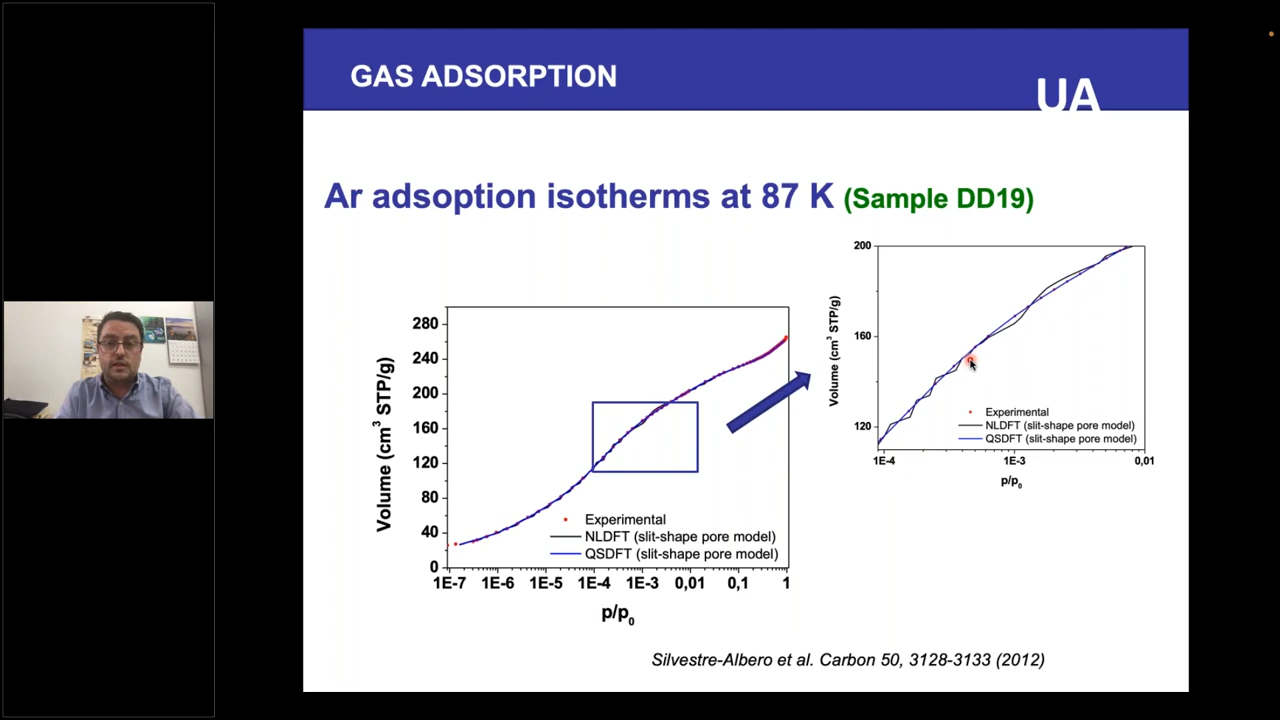 GAS ADSORPTION
UA
Ar adsoption isotherms at 87 K (Sample DD19)
280
240
200
160
120
80
40
0
Volume (cm³ STP/g)
Experimental
NLDFT (slit-shape pore model)
QSDFT (slit-shape pore model)
1E-7 1E-6 1E-5 1E-4 1E-3 0,01 0,1 1
p/p₀
200
160
120
Volume (cm³ STP/g)
Experimental
NLDFT (slit-shape pore model)
QSDFT (slit-shape pore model)
1E-4 1E-3 0,01
p/p₀
Silvestre-Albero et al. Carbon 50, 3128-3133 (2012)